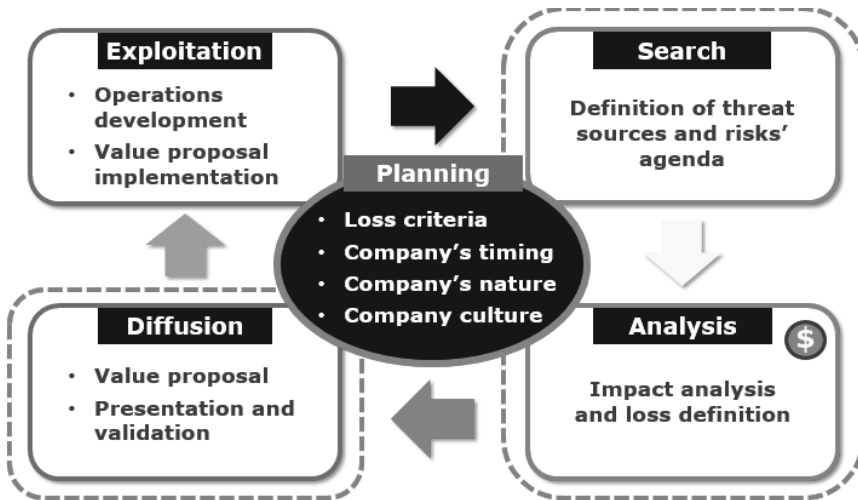 Exploitation
• Operations
development
• Value proposal
implementation
Search
Definition of threat
sources and risks’
agenda
Planning
• Loss criteria
• Company’s timing
• Company’s nature
• Company culture
Diffusion
• Value proposal
• Presentation and
validation
Analysis
$
Impact analysis
and loss definition